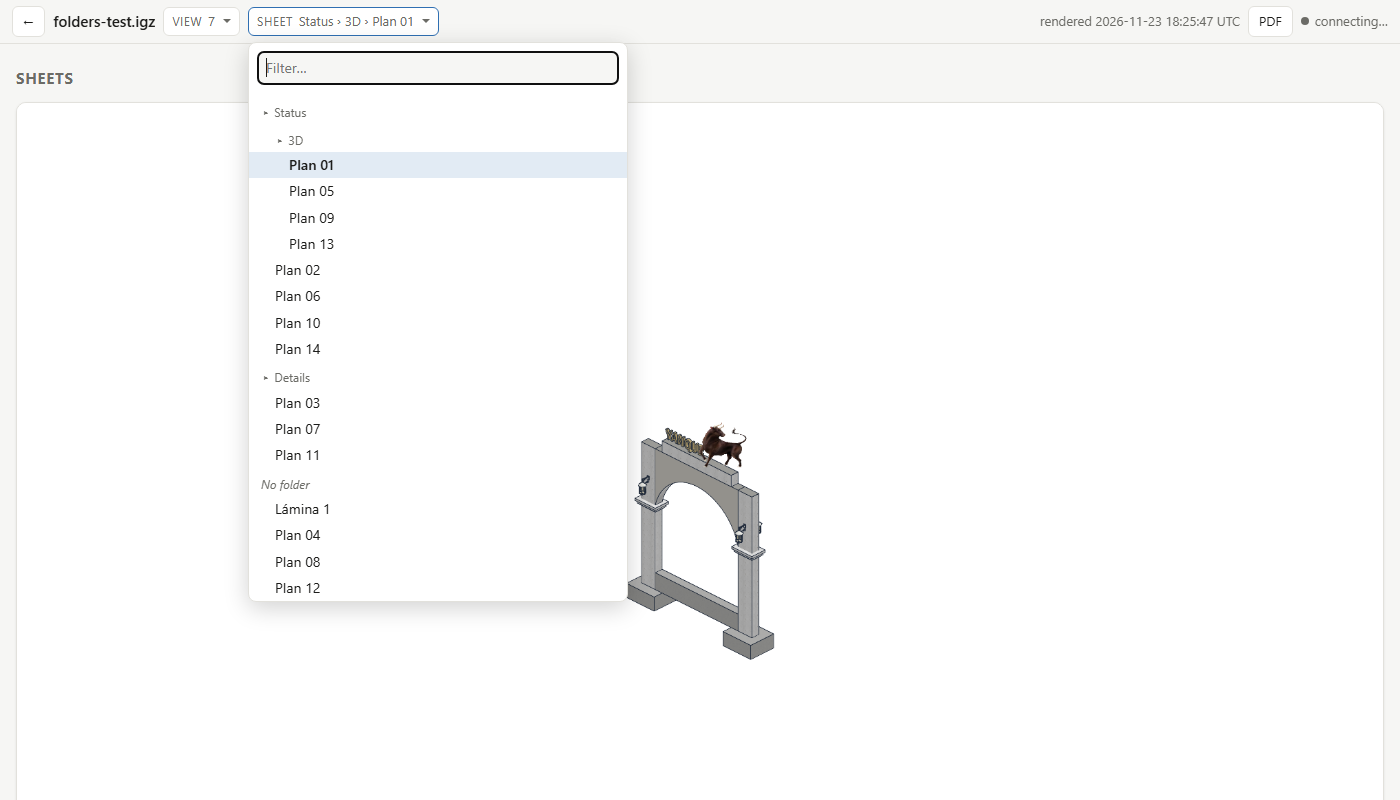 ← folders-test.igz VIEW 7 SHEET Status › 3D › Plan 01 rendered 2026-11-23 18:25:47 UTC PDF connecting...
SHEETS
Filter...
Status
3D
Plan 01
Plan 05
Plan 09
Plan 13
Plan 02
Plan 06
Plan 10
Plan 14
Details
Plan 03
Plan 07
Plan 11
No folder
Lámina 1
Plan 04
Plan 08
Plan 12